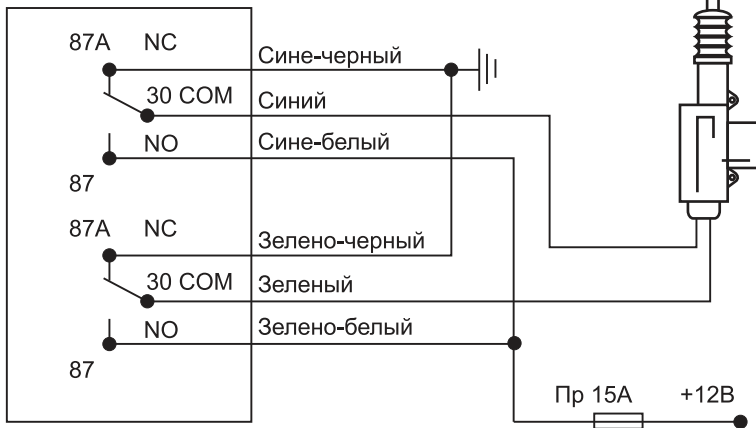 87A NC
Сине-черный
30 COM
Синий
NO
Сине-белый
87
87A NC
Зелено-черный
30 COM
Зеленый
NO
Зелено-белый
87
Пр 15А +12В